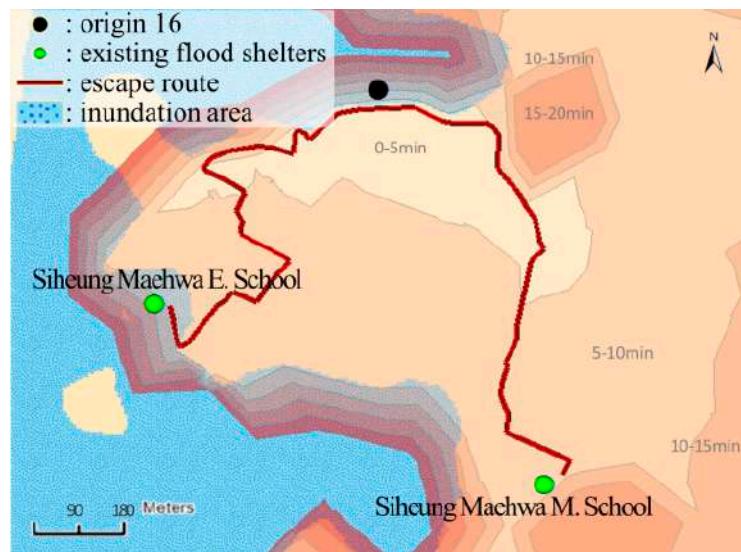 : origin 16
: existing flood shelters
: escape route
: inundation area
N
10-15min
15-20min
0-5min
Siheung Maehwa E. School
5-10min
10-15min
Siheung Maehwa M. School
90 180 Meters